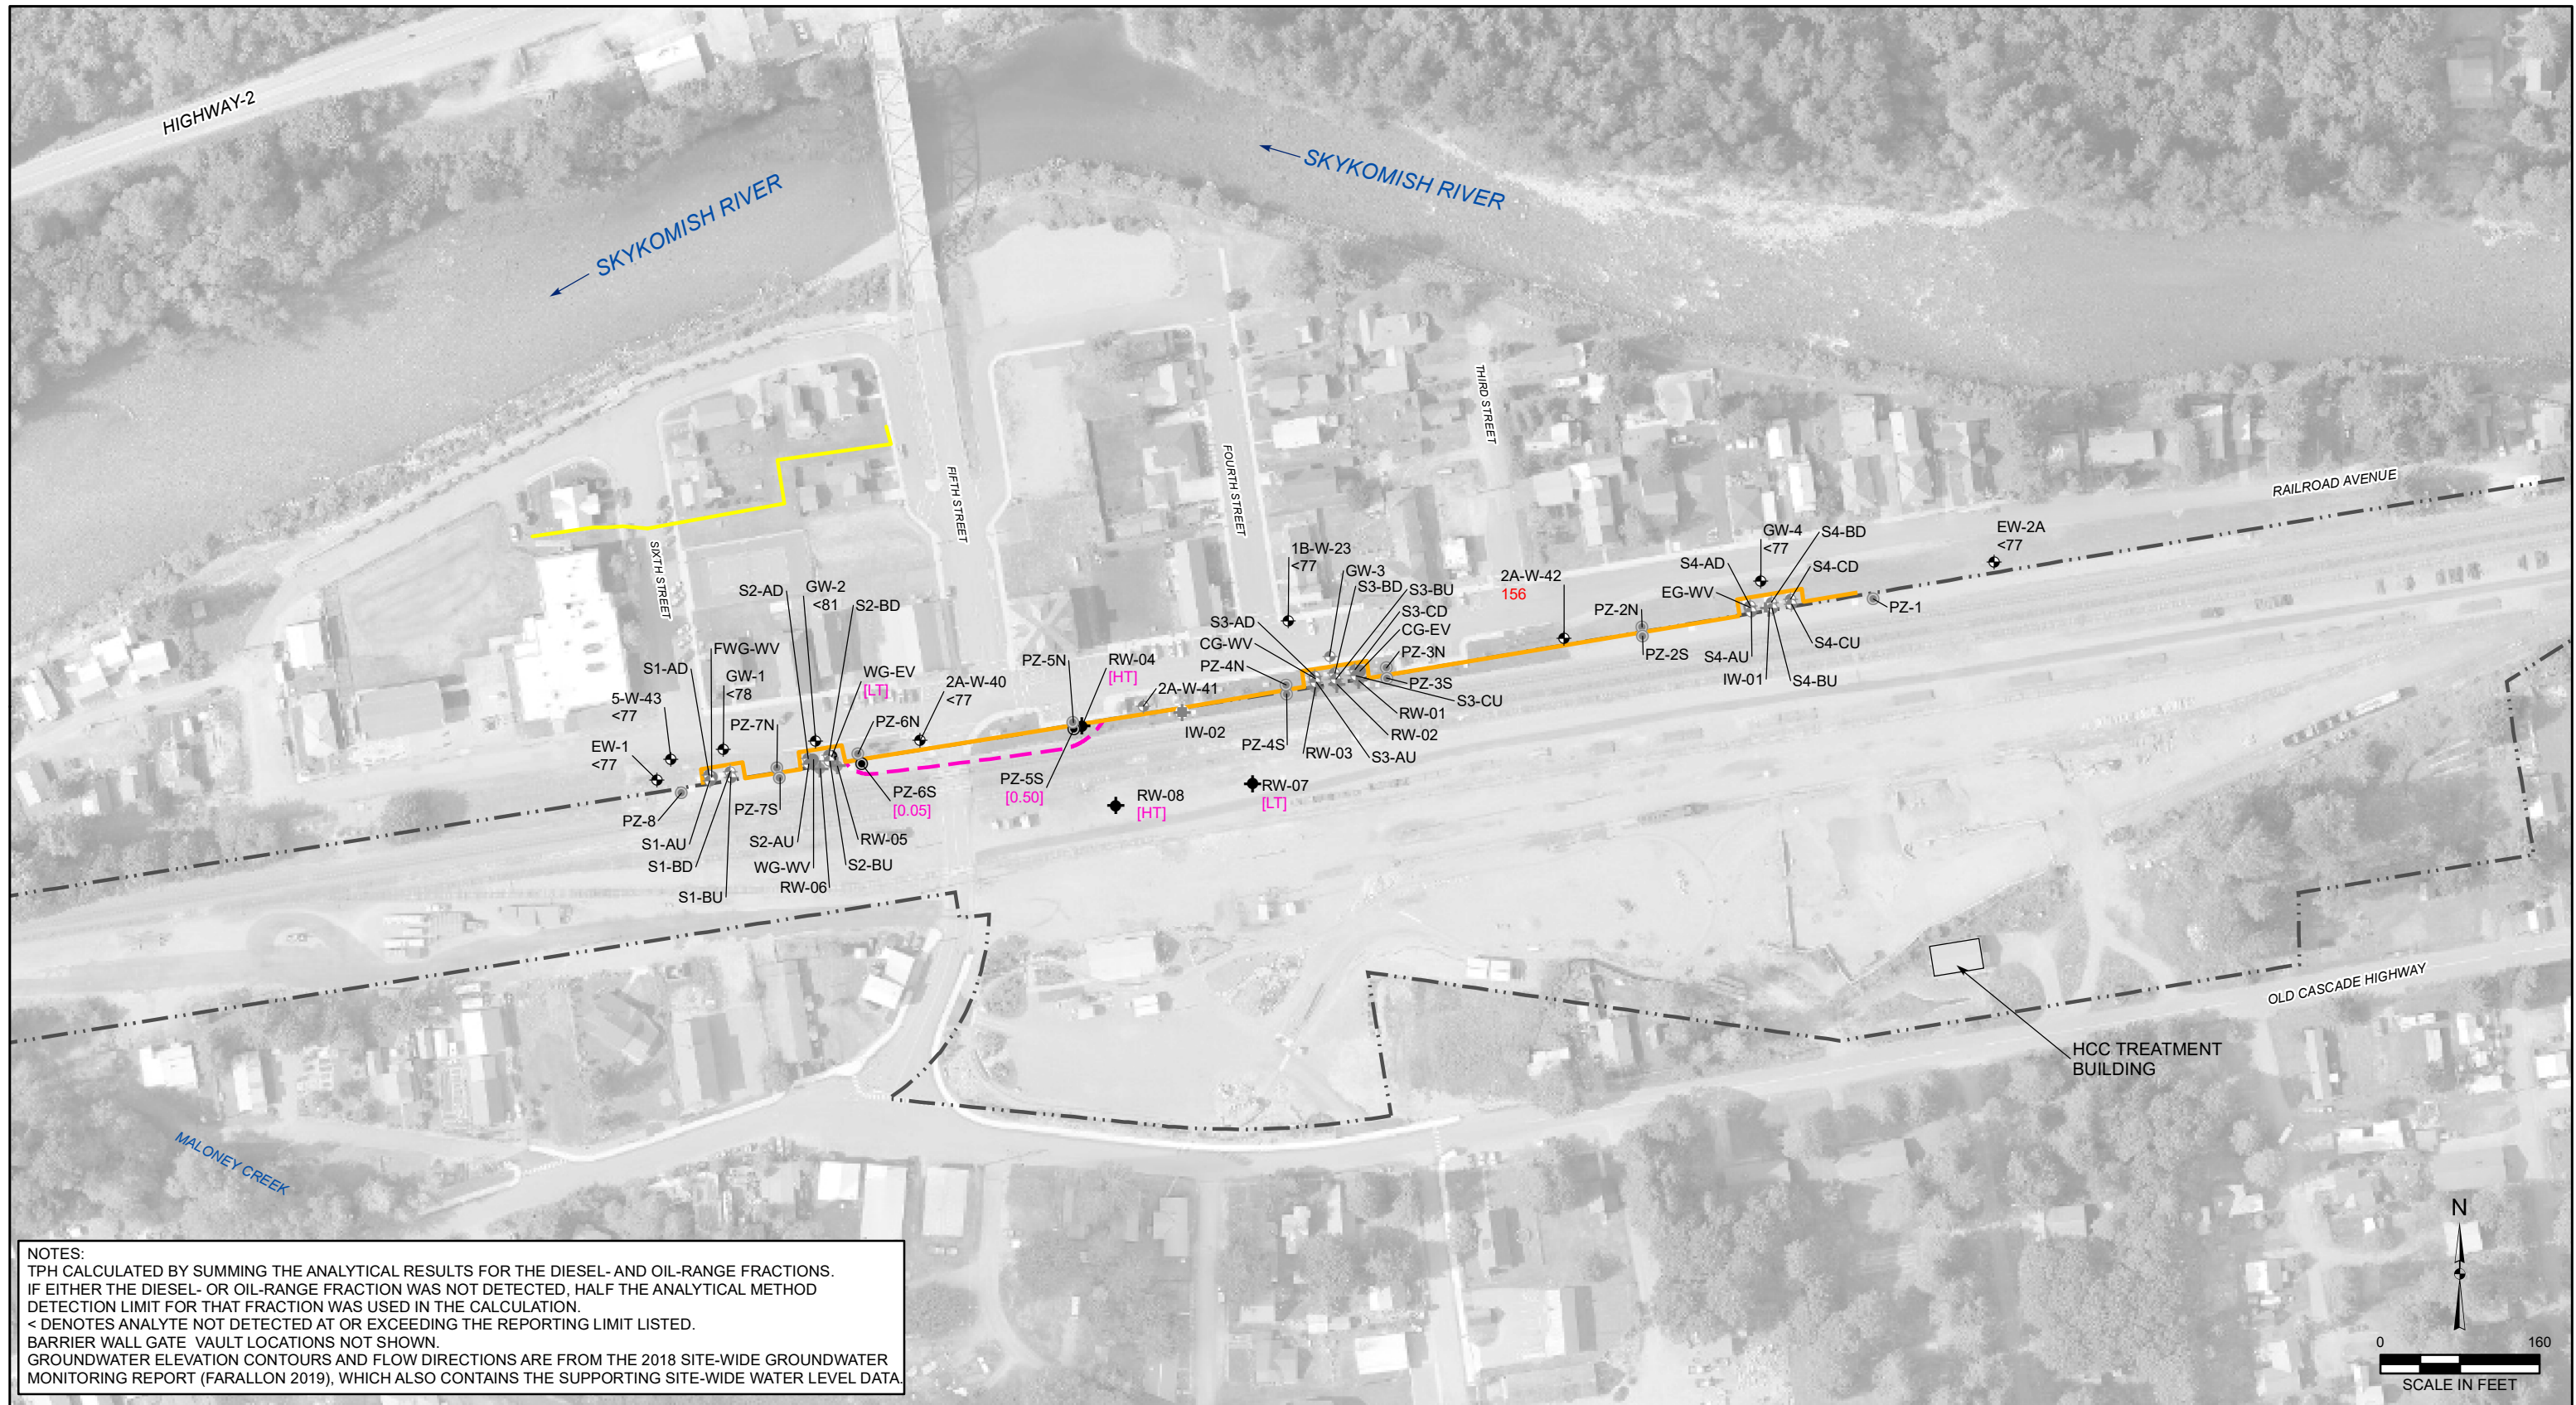 HIGHWAY-2
SKYKOMISH RIVER
SKYKOMISH RIVER
THIRD STREET
FOURTH STREET
FIFTH STREET
SIXTH STREET
RAILROAD AVENUE
EW-2A
<77
GW-4
<77
S4-BD
S4-AD
S4-CD
EG-WV
PZ-1
S4-CU
S4-AU
IW-01
S4-BU
1B-W-23
<77
GW-3
S3-BD
S3-BU
S3-CD
CG-EV
2A-W-42
156
PZ-2N
PZ-2S
S3-AD
CG-WV
PZ-4N
PZ-3N
PZ-3S
S3-CU
RW-01
RW-02
S3-AU
RW-03
PZ-4S
IW-02
2A-W-41
PZ-5N
RW-04
[HT]
PZ-5S
[0.50]
RW-08
[HT]
RW-07
[LT]
S2-AD
GW-2
<81
S2-BD
WG-EV
[LT]
PZ-6N
2A-W-40
<77
PZ-6S
[0.05]
RW-05
S2-BU
S2-AU
WG-WV
RW-06
FWG-WV
S1-AD
GW-1
<78
5-W-43
<77
PZ-7N
EW-1
<77
PZ-8
PZ-7S
S1-AU
S1-BD
S1-BU
OLD CASCADE HIGHWAY
HCC TREATMENT
BUILDING
MALONEY CREEK
N
0 160
SCALE IN FEET
NOTES:
TPH CALCULATED BY SUMMING THE ANALYTICAL RESULTS FOR THE DIESEL- AND OIL-RANGE FRACTIONS.
IF EITHER THE DIESEL- OR OIL-RANGE FRACTION WAS NOT DETECTED, HALF THE ANALYTICAL METHOD
DETECTION LIMIT FOR THAT FRACTION WAS USED IN THE CALCULATION.
< DENOTES ANALYTE NOT DETECTED AT OR EXCEEDING THE REPORTING LIMIT LISTED.
BARRIER WALL GATE VAULT LOCATIONS NOT SHOWN.
GROUNDWATER ELEVATION CONTOURS AND FLOW DIRECTIONS ARE FROM THE 2018 SITE-WIDE GROUNDWATER
MONITORING REPORT (FARALLON 2019), WHICH ALSO CONTAINS THE SUPPORTING SITE-WIDE WATER LEVEL DATA.